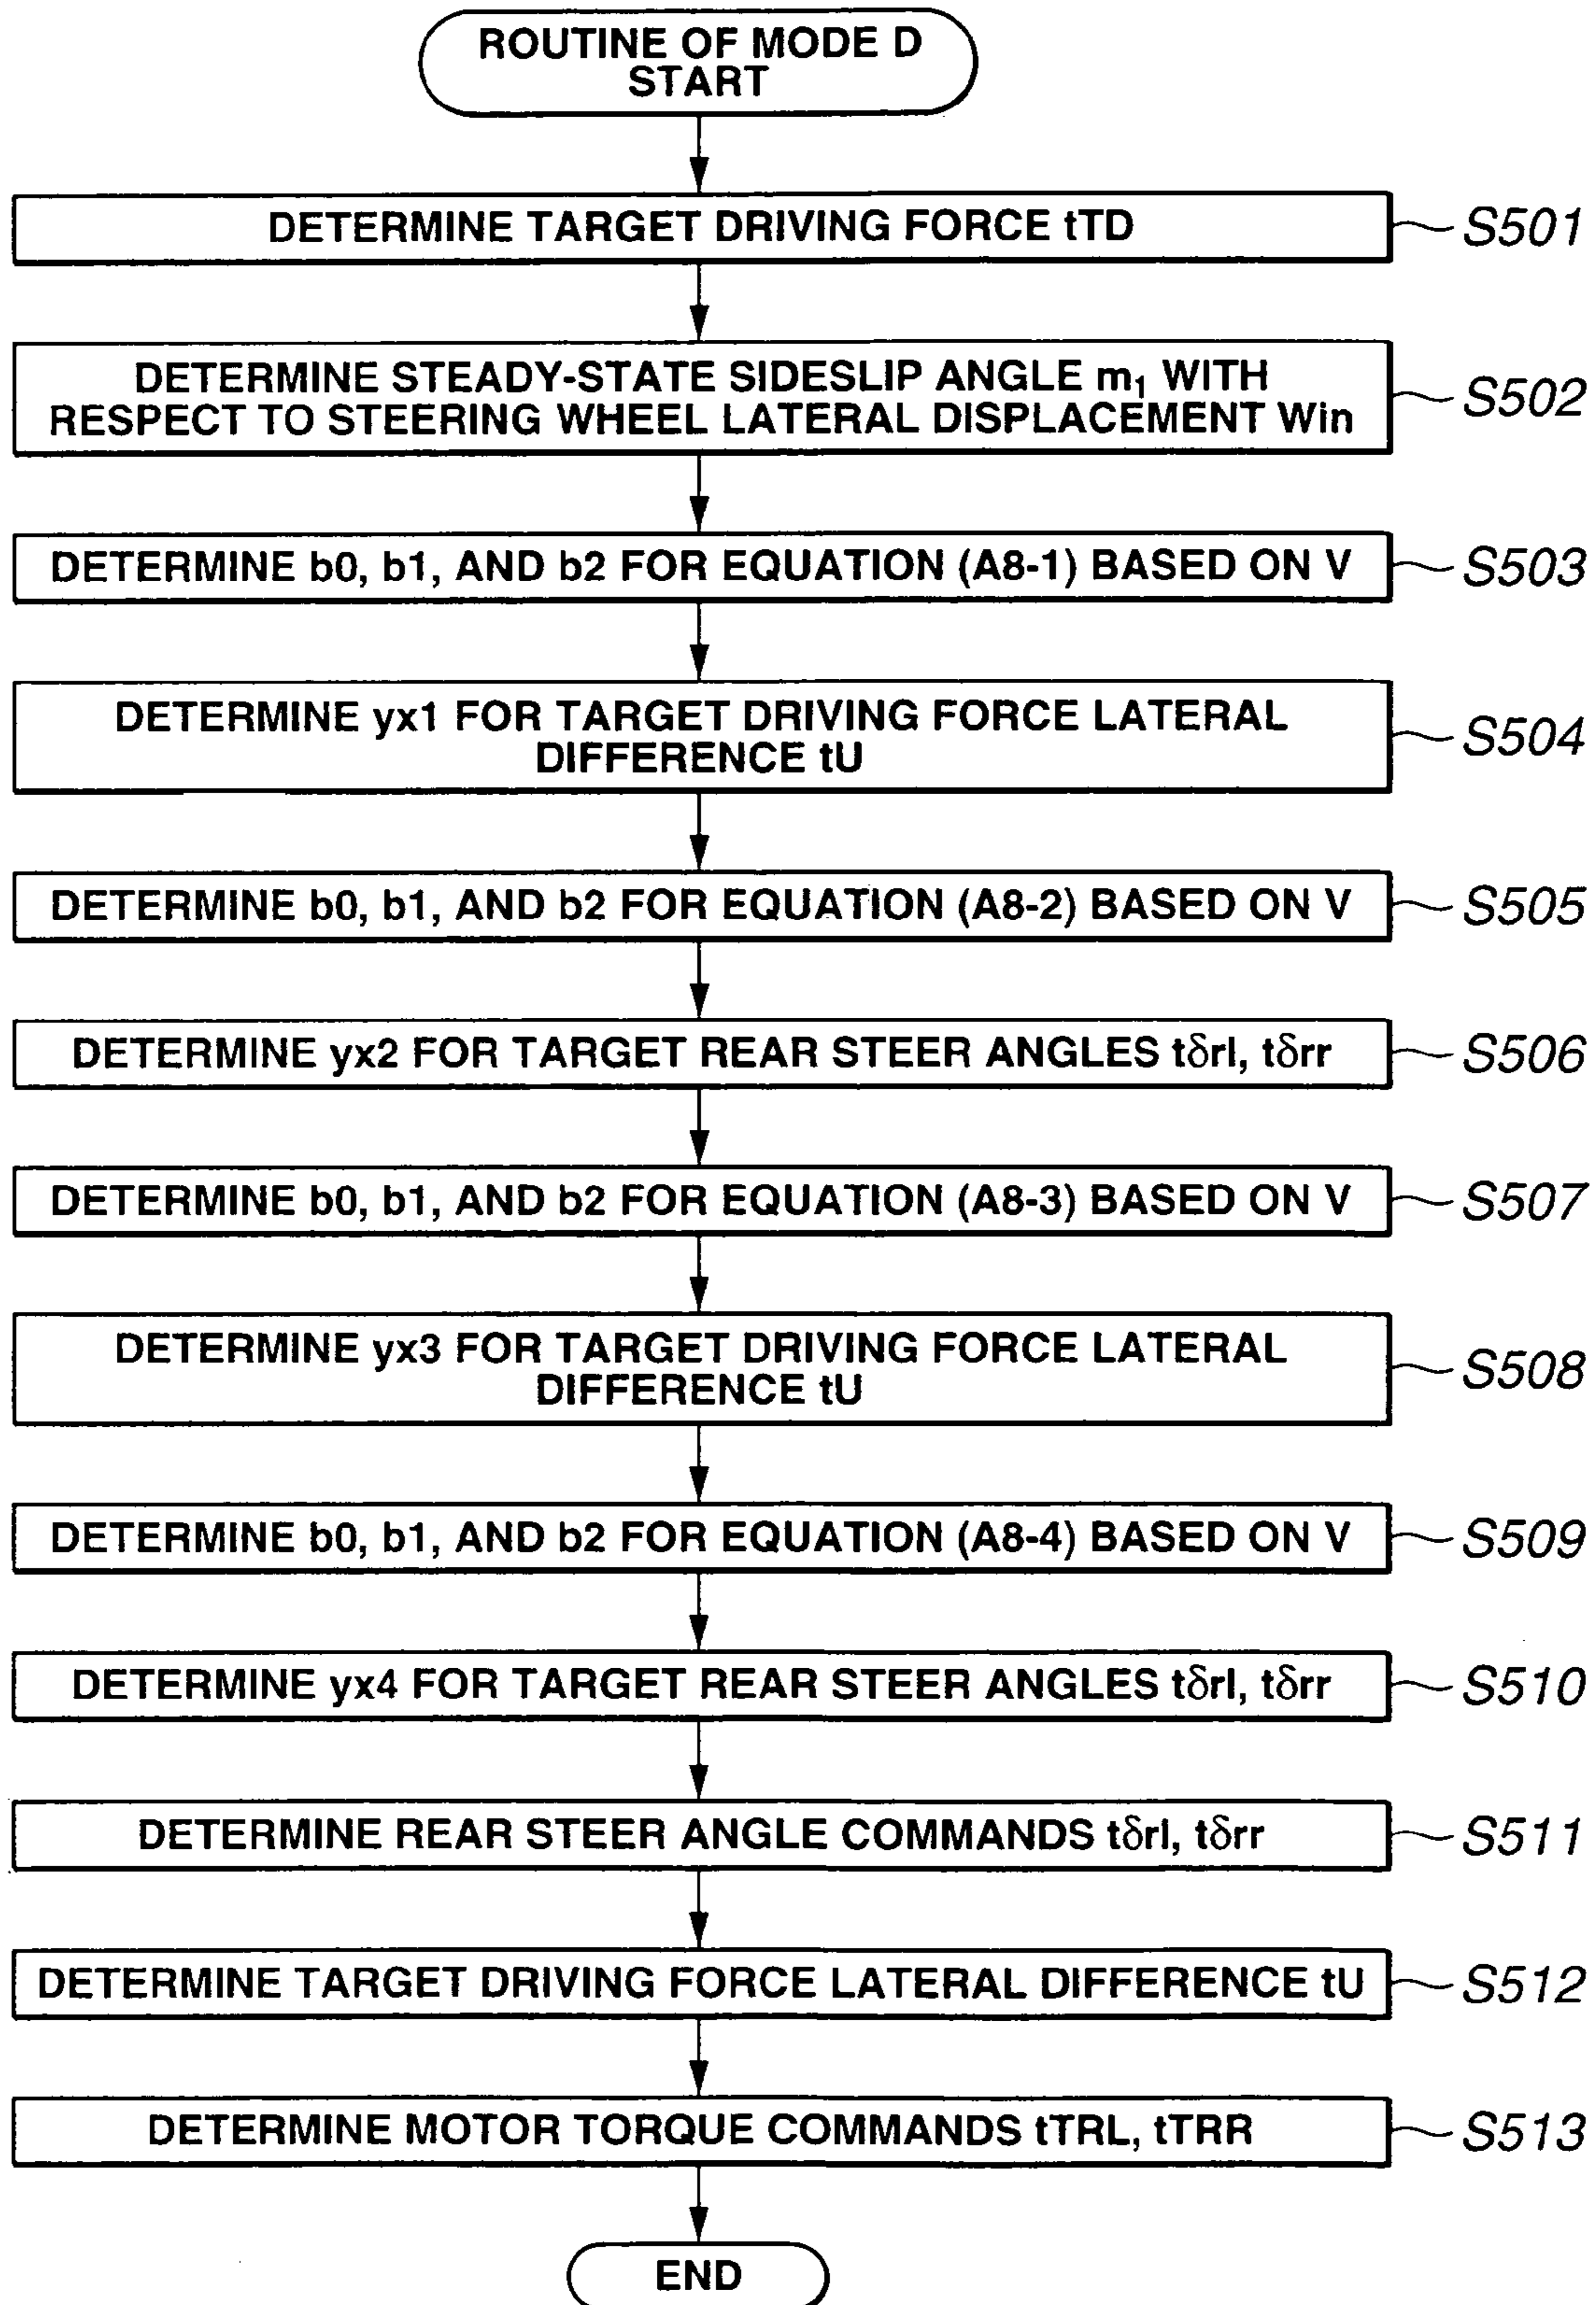 ROUTINE OF MODE D
START
DETERMINE TARGET DRIVING FORCE tTD
S501
DETERMINE STEADY-STATE SIDESLIP ANGLE m₁ WITH
RESPECT TO STEERING WHEEL LATERAL DISPLACEMENT Win
S502
DETERMINE b0, b1, AND b2 FOR EQUATION (A8-1) BASED ON V
S503
DETERMINE yx1 FOR TARGET DRIVING FORCE LATERAL
DIFFERENCE tU
S504
DETERMINE b0, b1, AND b2 FOR EQUATION (A8-2) BASED ON V
S505
DETERMINE yx2 FOR TARGET REAR STEER ANGLES tδrl, tδrr
S506
DETERMINE b0, b1, AND b2 FOR EQUATION (A8-3) BASED ON V
S507
DETERMINE yx3 FOR TARGET DRIVING FORCE LATERAL
DIFFERENCE tU
S508
DETERMINE b0, b1, AND b2 FOR EQUATION (A8-4) BASED ON V
S509
DETERMINE yx4 FOR TARGET REAR STEER ANGLES tδrl, tδrr
S510
DETERMINE REAR STEER ANGLE COMMANDS tδrl, tδrr
S511
DETERMINE TARGET DRIVING FORCE LATERAL DIFFERENCE tU
S512
DETERMINE MOTOR TORQUE COMMANDS tTRL, tTRR
S513
END